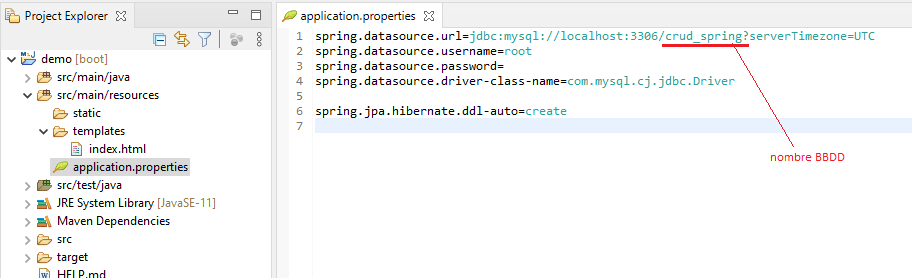 Project Explorer
demo [boot]
src/main/java
src/main/resources
static
templates
index.html
application.properties
src/test/java
JRE System Library [JavaSE-11]
Maven Dependencies
src
target
HELP.md
application.properties
1 spring.datasource.url=jdbc:mysql://localhost:3306/crud_spring?serverTimezone=UTC
2 spring.datasource.username=root
3 spring.datasource.password=
4 spring.datasource.driver-class-name=com.mysql.cj.jdbc.Driver
5
6 spring.jpa.hibernate.ddl-auto=create
7
nombre BBDD